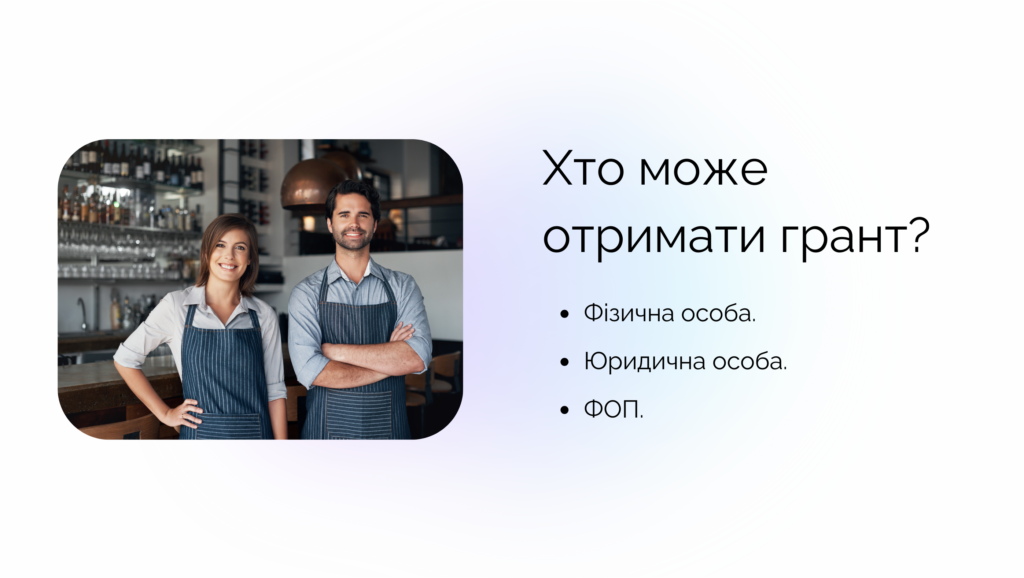 Хто може
отримати грант?
Фізична особа.
Юридична особа.
ФОП.